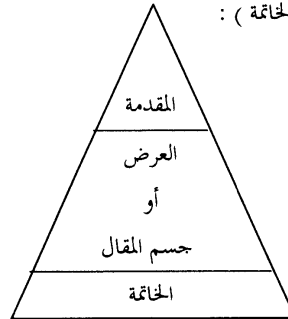 الخاتمة ) :
المقدمة
العرض
أو
جسم المقال
الخاتمة